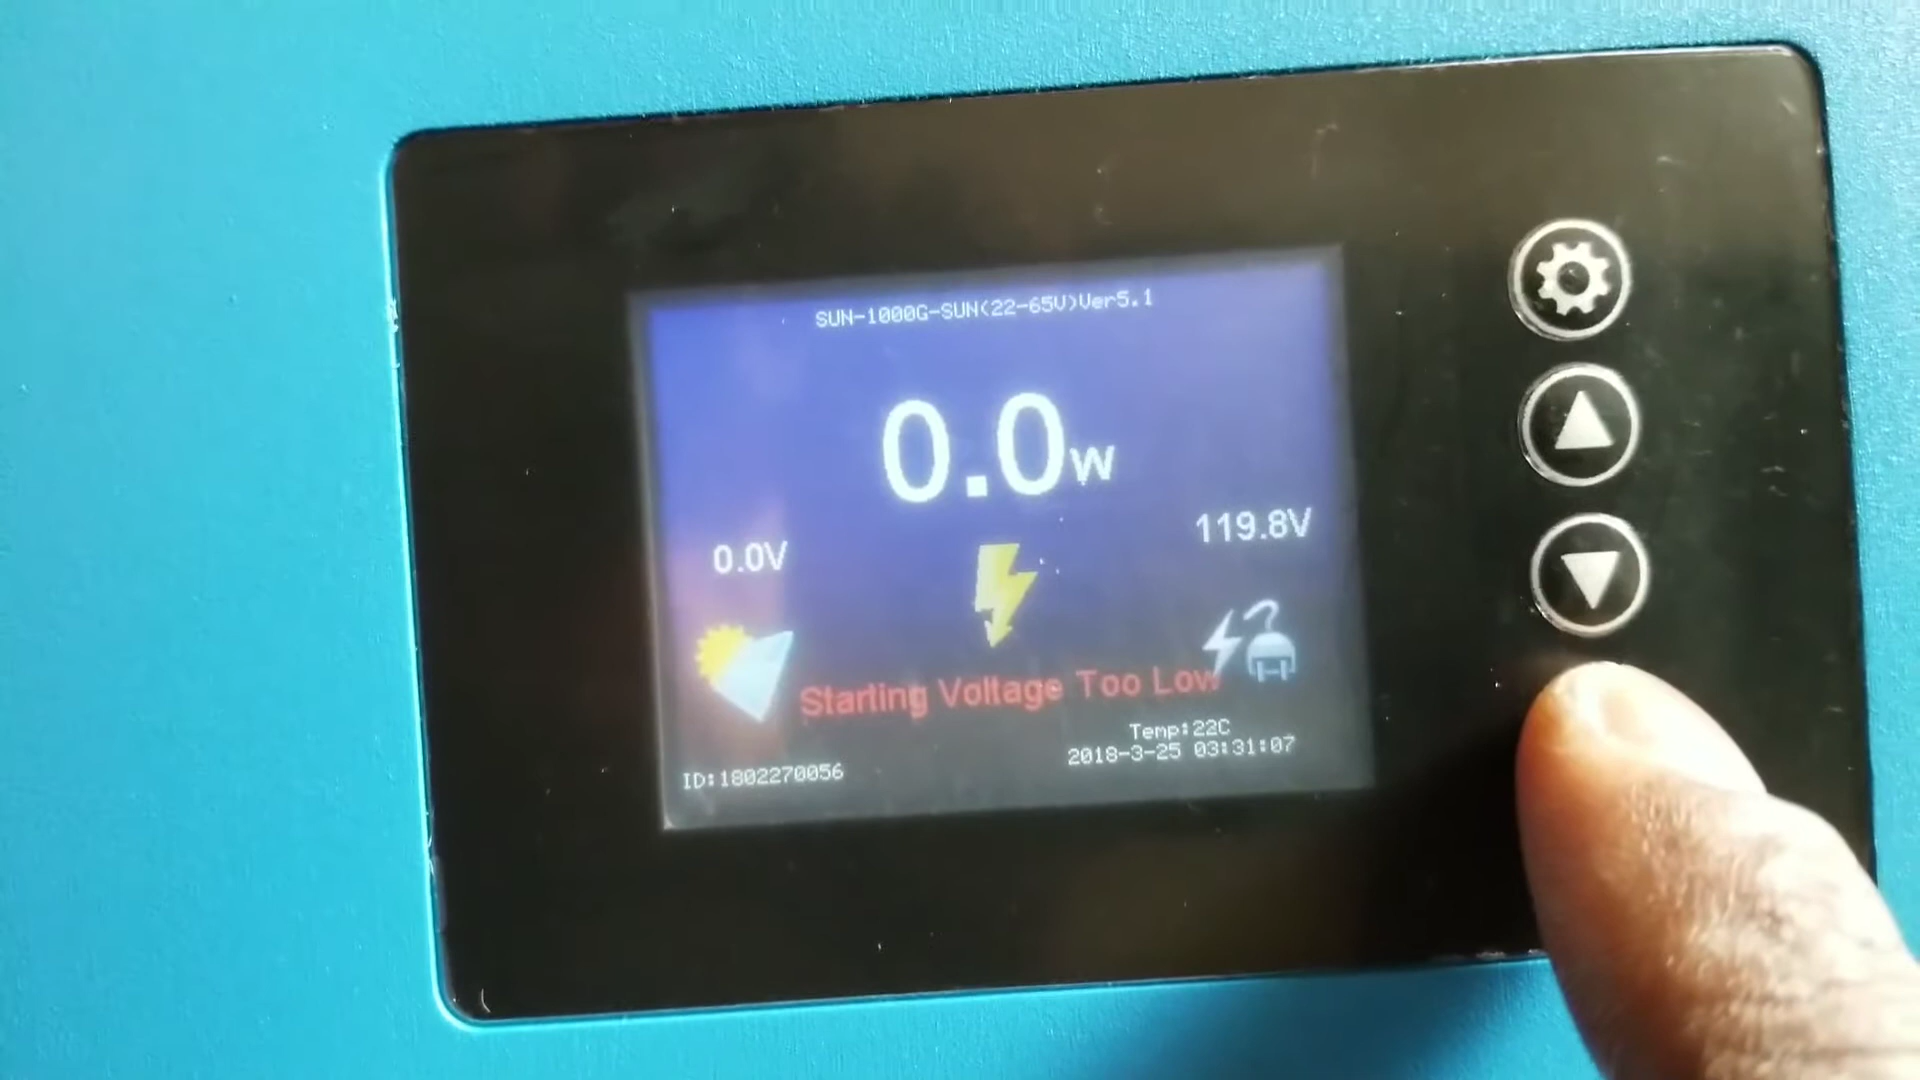 SUN-1000G-SUN(22-65V)Ver5.1
0.0w
0.0V
119.8V
Starting Voltage Too Low
Temp:22C
2018-3-25 03:31:07
ID:1802270056